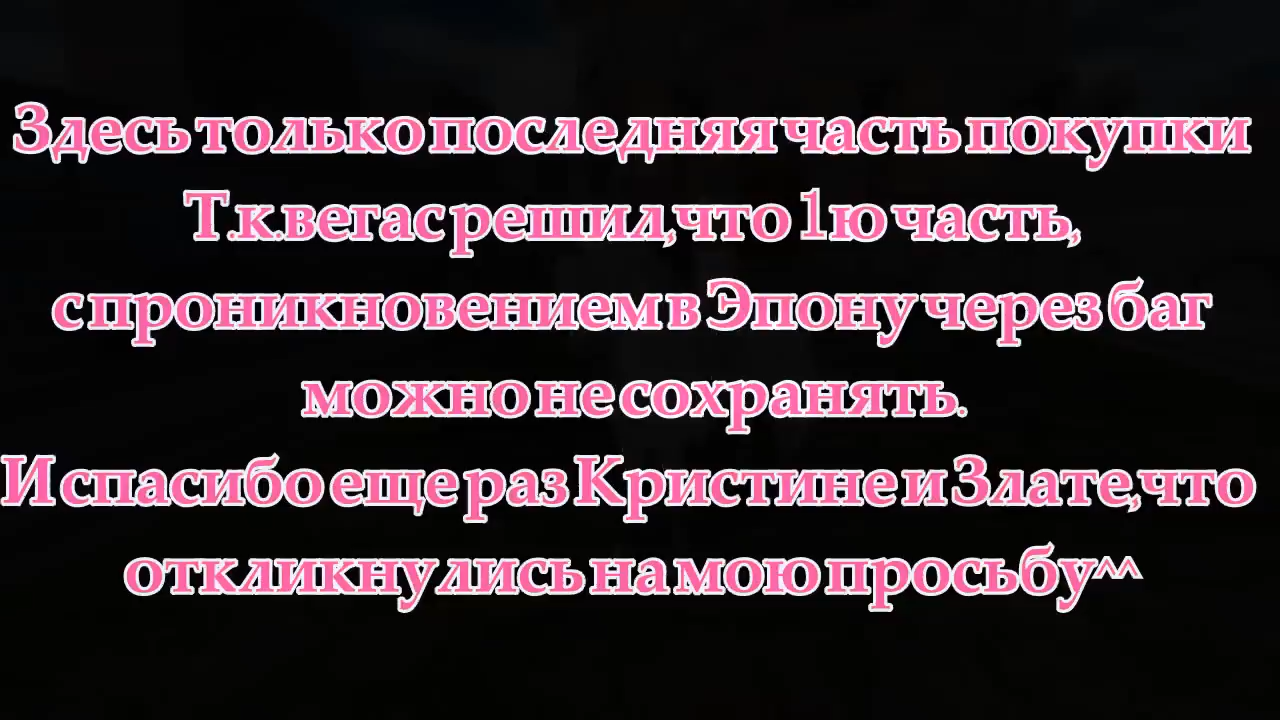 Здесь только последняя часть покупки
Т.к.вегас решил,что 1ю часть,
с проникновением в Эпону через баг
можно не сохранять.
И спасибо еще раз Кристине и Злате,что
откликнулись на мою просьбу^^